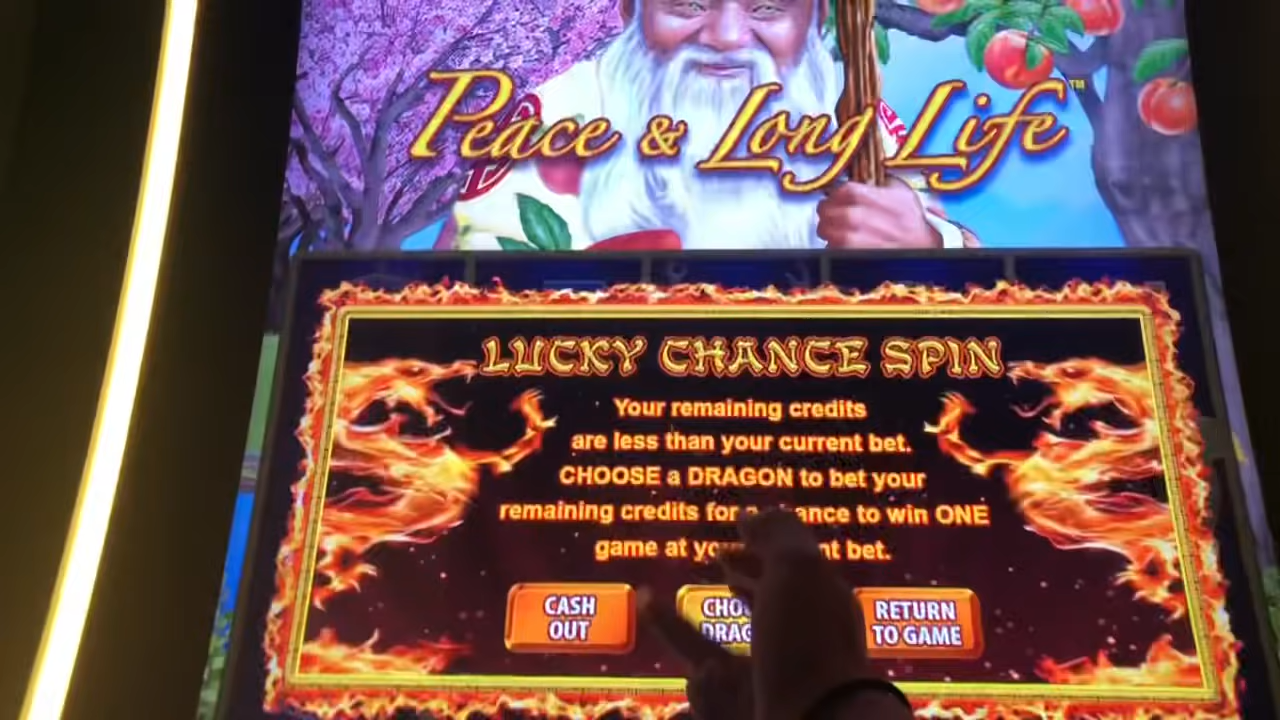 Peace & Long Life™
LUCKY CHANCE SPIN
Your remaining credits
are less than your current bet.
CHOOSE a DRAGON to bet your
remaining credits for a to win ONE
game at bet.
CASH
OUT
RETURN
TO GAME